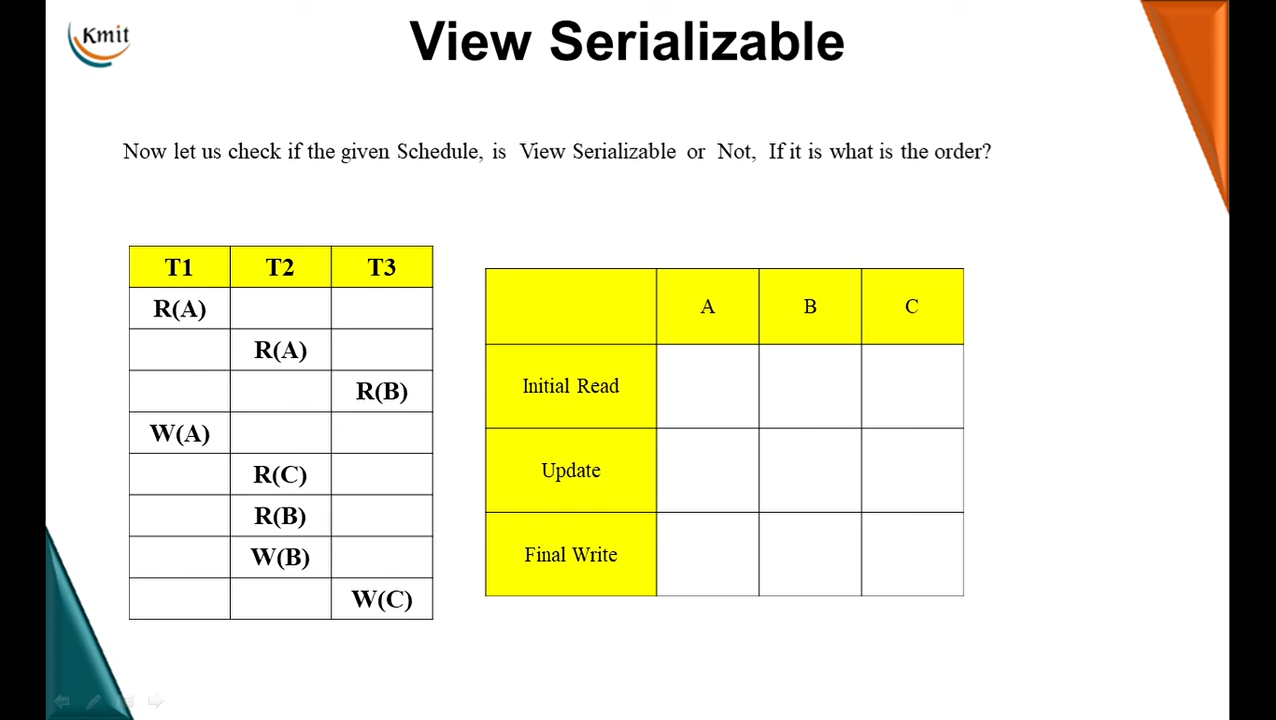 Kmit
View Serializable
Now let us check if the given Schedule, is View Serializable or Not, If it is what is the order?
T1 T2 T3
R(A)
R(A)
R(B)
W(A)
R(C)
R(B)
W(B)
W(C)
A B C
Initial Read
Update
Final Write